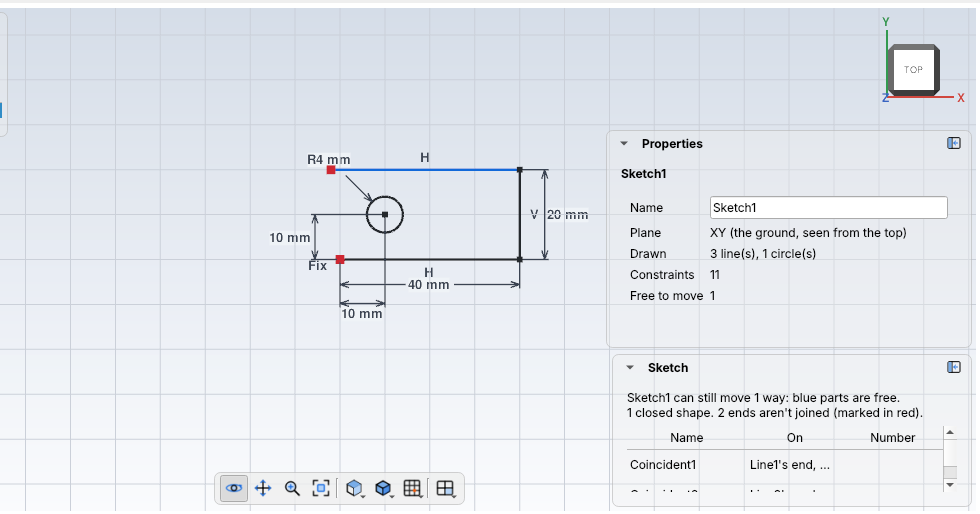 Y
TOP
Z
X
R4 mm
H
V
20 mm
10 mm
Fix
H
40 mm
10 mm
Properties
Sketch1
Name Sketch1
Plane XY (the ground, seen from the top)
Drawn 3 line(s), 1 circle(s)
Constraints 11
Free to move 1
Sketch
Sketch1 can still move 1 way: blue parts are free.
1 closed shape. 2 ends aren't joined (marked in red).
Name On Number
Coincident1 Line1's end, ...